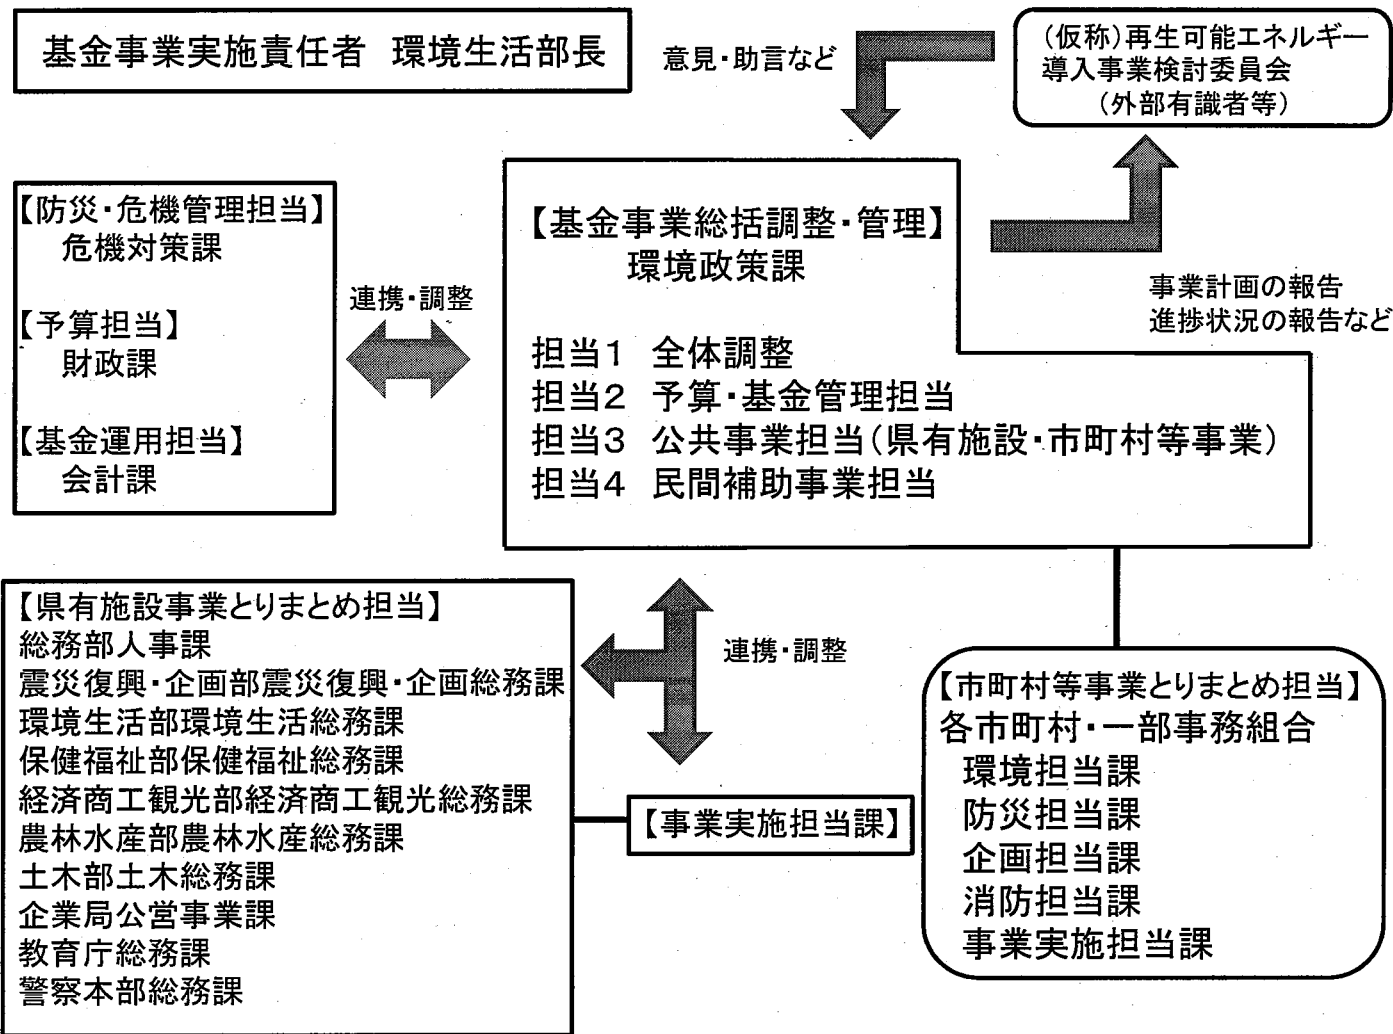 基金事業実施責任者 環境生活部長
意見・助言など
(仮称)再生可能エネルギー
導入事業検討委員会
(外部有識者等)
【防災・危機管理担当】
危機対策課
【予算担当】
財政課
【基金運用担当】
会計課
連携・調整
【基金事業総括調整・管理】
環境政策課
担当1 全体調整
担当2 予算・基金管理担当
担当3 公共事業担当(県有施設・市町村等事業)
担当4 民間補助事業担当
事業計画の報告
進捗状況の報告など
【県有施設事業とりまとめ担当】
総務部人事課
震災復興・企画部震災復興・企画総務課
環境生活部環境生活総務課
保健福祉部保健福祉総務課
経済商工観光部経済商工観光総務課
農林水産部農林水産総務課
土木部土木総務課
企業局公営事業課
教育庁総務課
警察本部総務課
連携・調整
【事業実施担当課】
【市町村等事業とりまとめ担当】
各市町村・一部事務組合
環境担当課
防災担当課
企画担当課
消防担当課
事業実施担当課